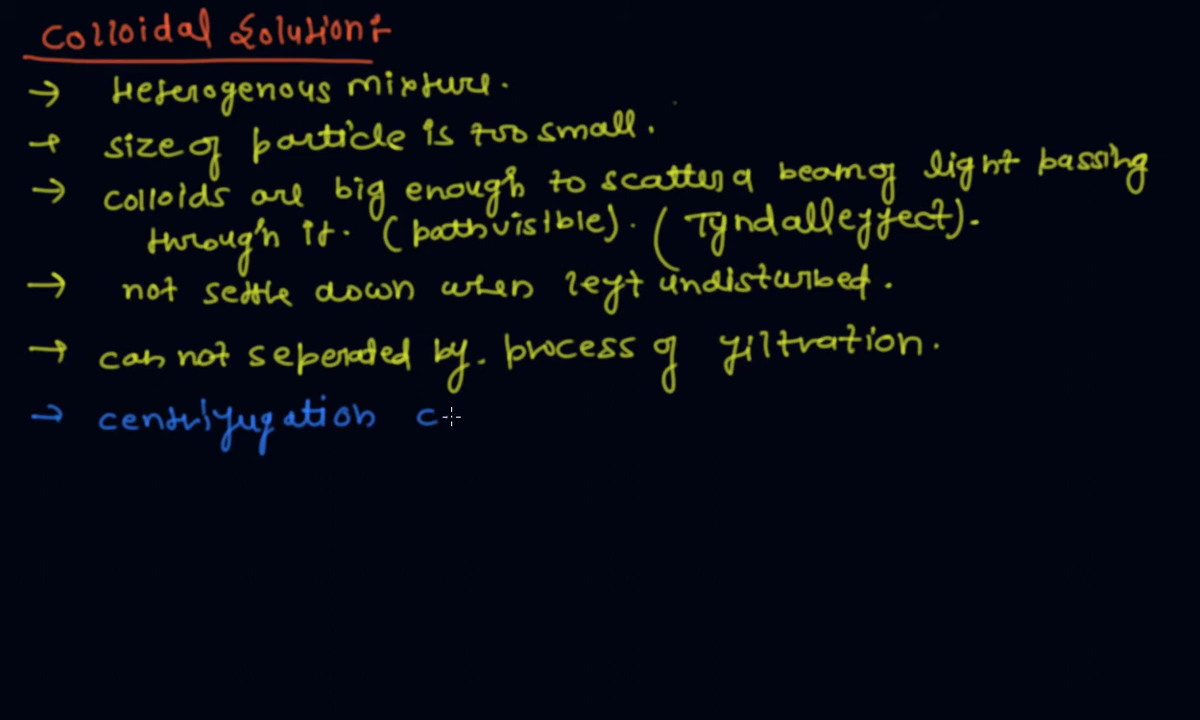 Colloidal Solution:-
→ Heterogenous mixture.
→ size of particle is too small.
→ colloids are big enough to scatter a beam of light passing
through it. (path visible). (Tyndall effect).
→ not settle down when left undisturbed.
→ can not seperated by. process of filtration.
→ centrifugation c